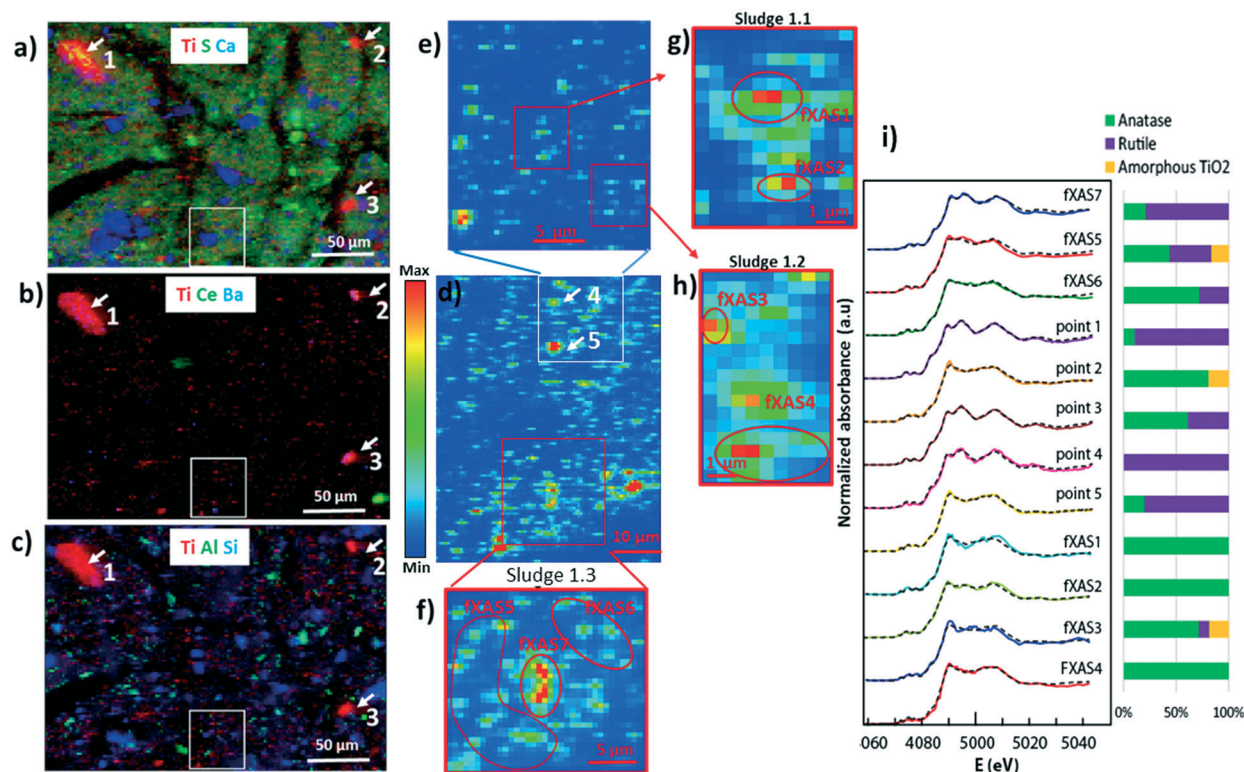 a)
Ti S Ca
1
2
3
50 µm
b)
Ti Ce Ba
1
2
3
50 µm
c)
Ti Al Si
1
2
3
50 µm
Max
Min
e)
5 µm
d)
4
5
10 µm
Sludge 1.3
f)
fXAS5
fXAS6
fXAS7
5 µm
Sludge 1.1
g)
fXAS1
fXAS2
1 µm
Sludge 1.2
h)
fXAS3
fXAS4
1 µm
i)
Anatase
Rutile
Amorphous TiO2
Normalized absorbance (a.u)
fXAS7
fXAS5
fXAS6
point 1
point 2
point 3
point 4
point 5
fXAS1
fXAS2
fXAS3
FXAS4
060 4080 5000 5020 5040
E (eV)
0% 50% 100%